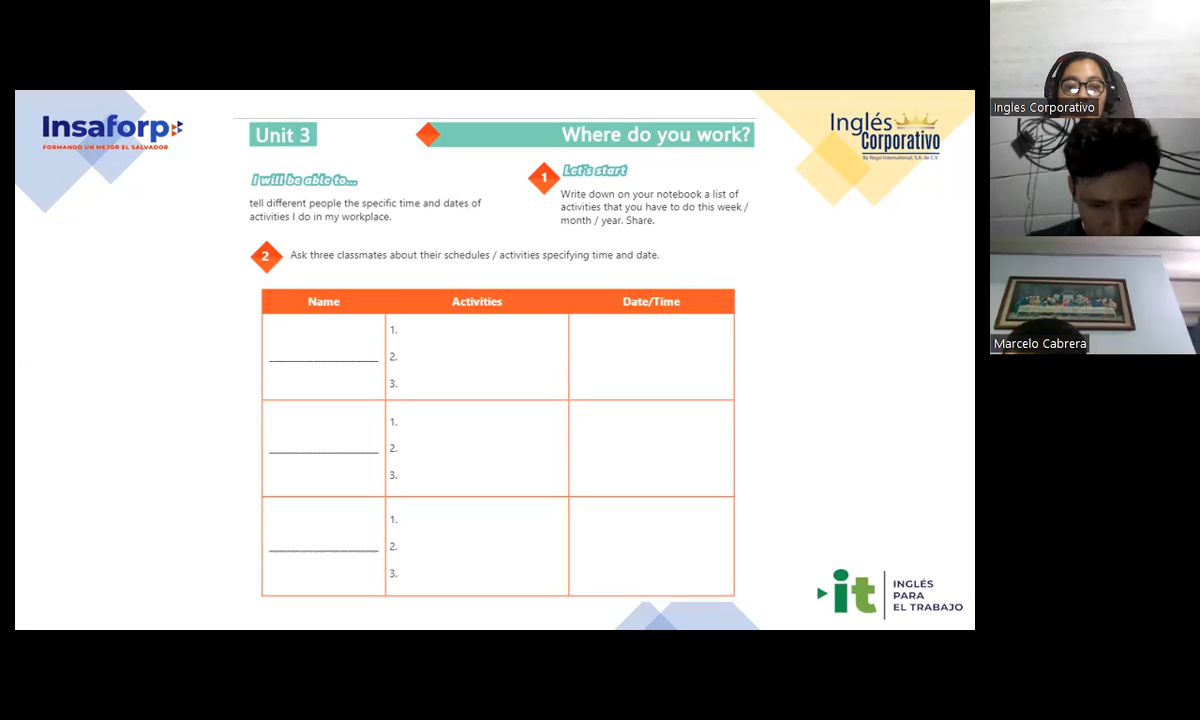 Insaforp
FORMANDO UN MEJOR EL SALVADOR
Unit 3
Where do you work?
Inglés
Corporativo
By Regal International, S.A. de C.V.
I will be able to...
tell different people the specific time and dates of
activities I do in my workplace.
1
Let's start
Write down on your notebook a list of
activities that you have to do this week /
month / year. Share.
2
Ask three classmates about their schedules / activities specifying time and date.
Name Activities Date/Time
1.
2.
3.
1.
2.
3.
1.
2.
3.
it
INGLÉS
PARA
EL TRABAJO
Ingles Corporativo
Marcelo Cabrera